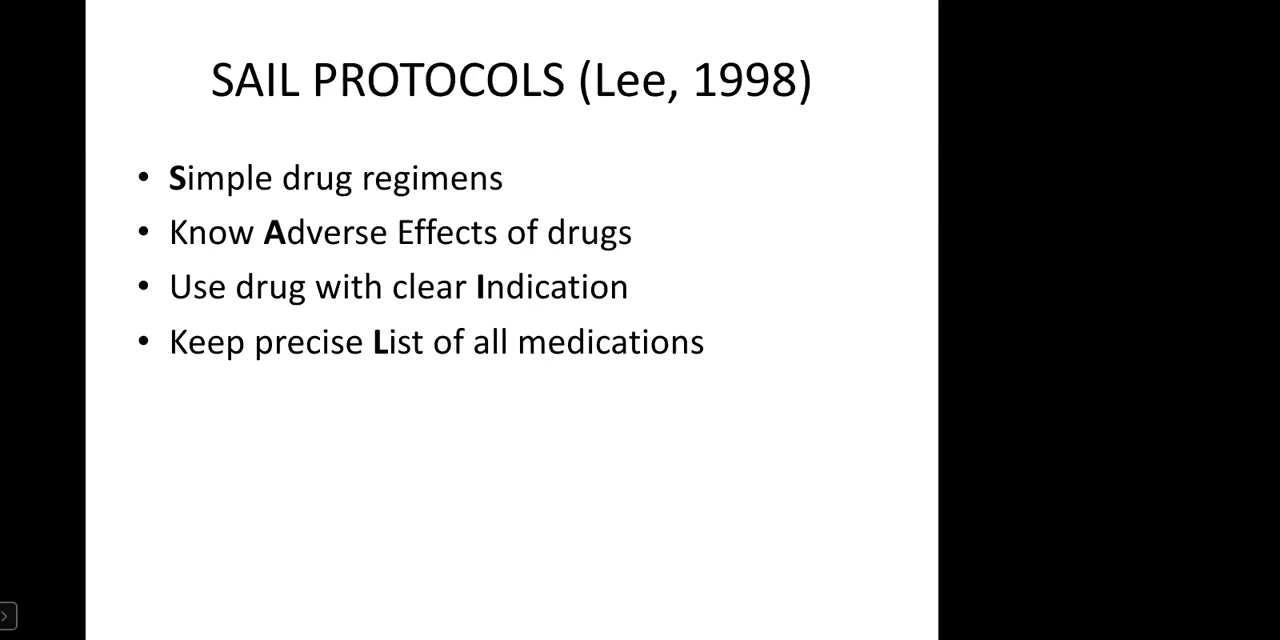 SAIL PROTOCOLS (Lee, 1998)
• Simple drug regimens
• Know Adverse Effects of drugs
• Use drug with clear Indication
• Keep precise List of all medications